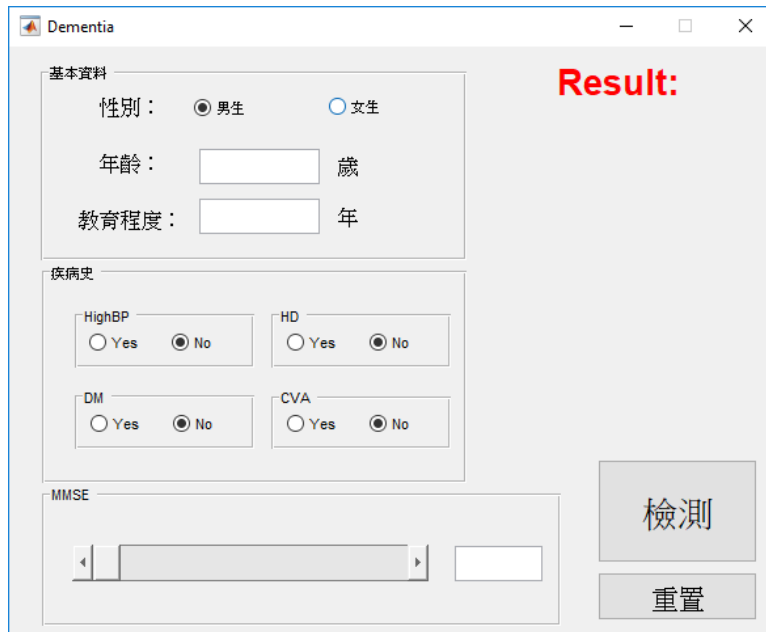 Dementia
基本資料
Result:
性別： 男生 女生
年齡： 歲
教育程度： 年
疾病史
HighBP HD
Yes No Yes No
DM CVA
Yes No Yes No
MMSE
檢測
重置